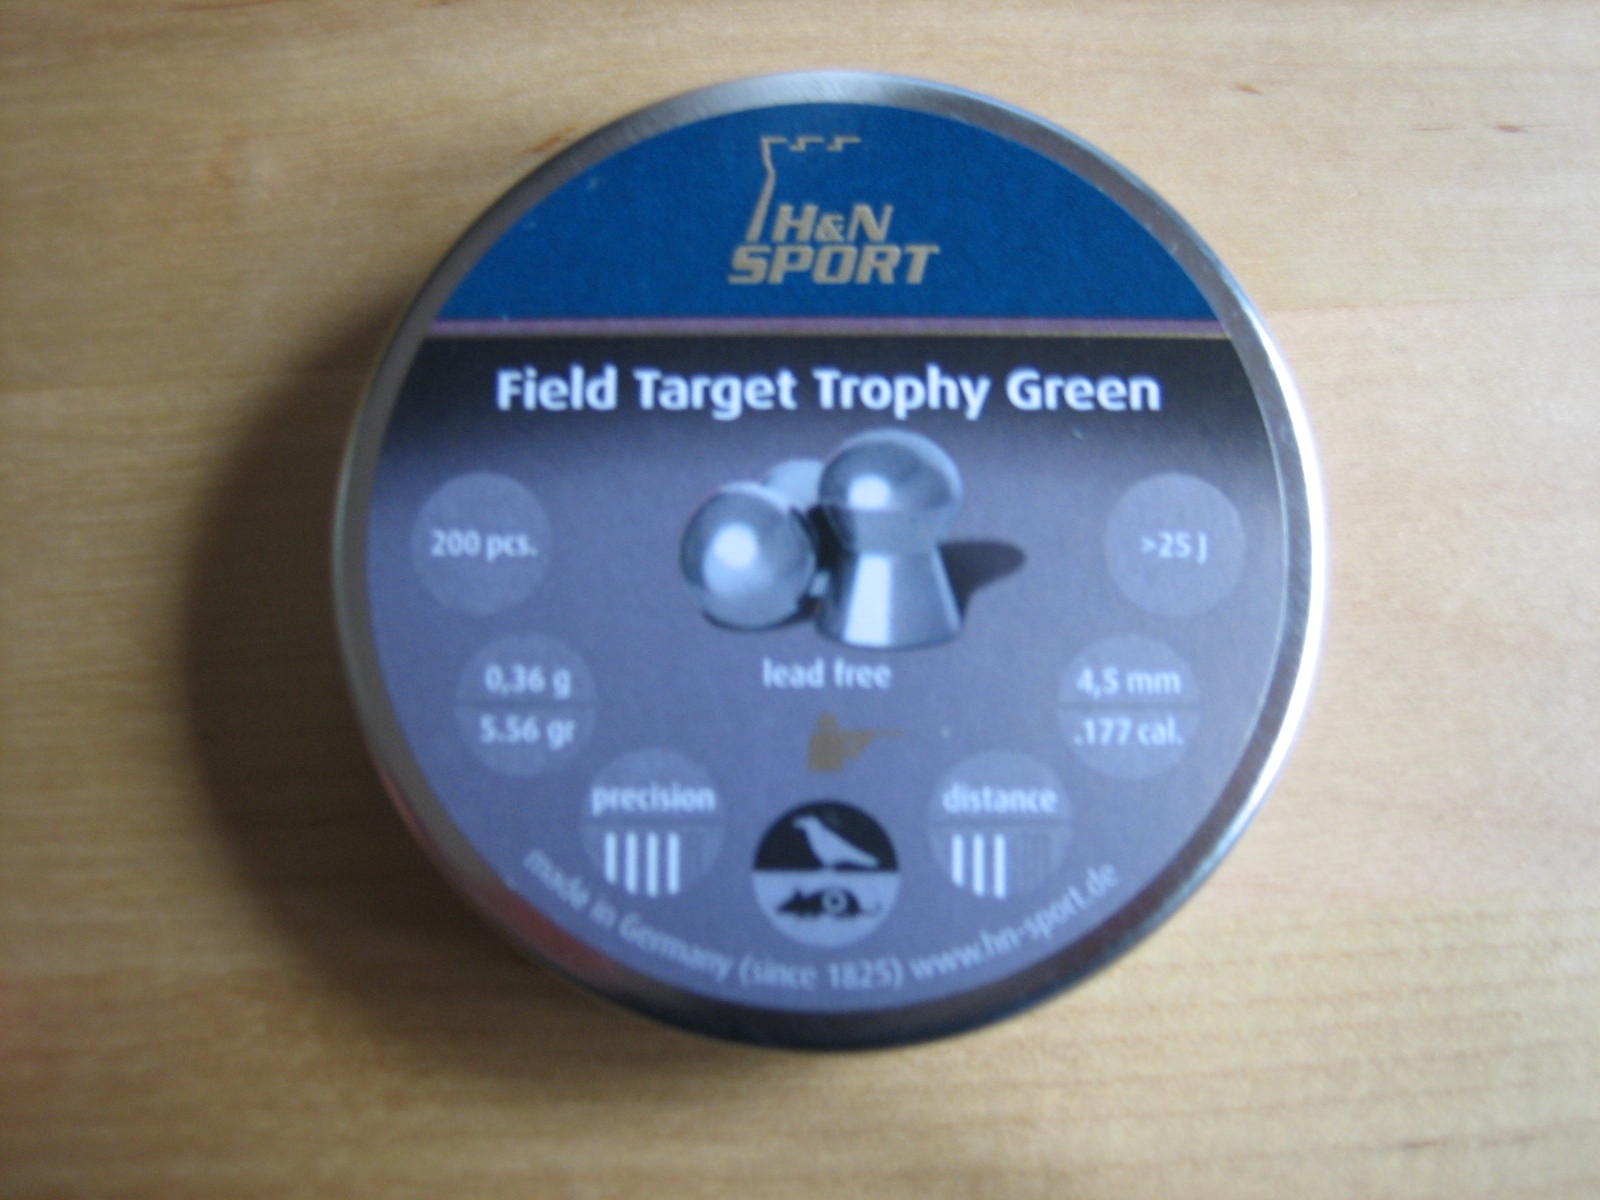 H&N
SPORT
Field Target Trophy Green
200 pcs.
>25 J
lead free
0,36 g
5.56 gr
4,5 mm
.177 cal.
precision
distance
made in Germany (since 1825) www.hn-sport.de